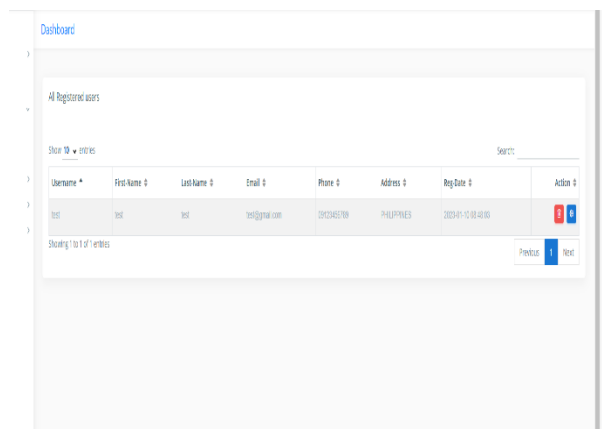 Dashboard
All Registered users
Show 10 entries
Search:
Username First-Name Last-Name Email Phone Address Reg-Date Action
test test test test@gmail.com PHILIPPINES
Showing 1 to 1 of 1 entries
Previous 1 Next